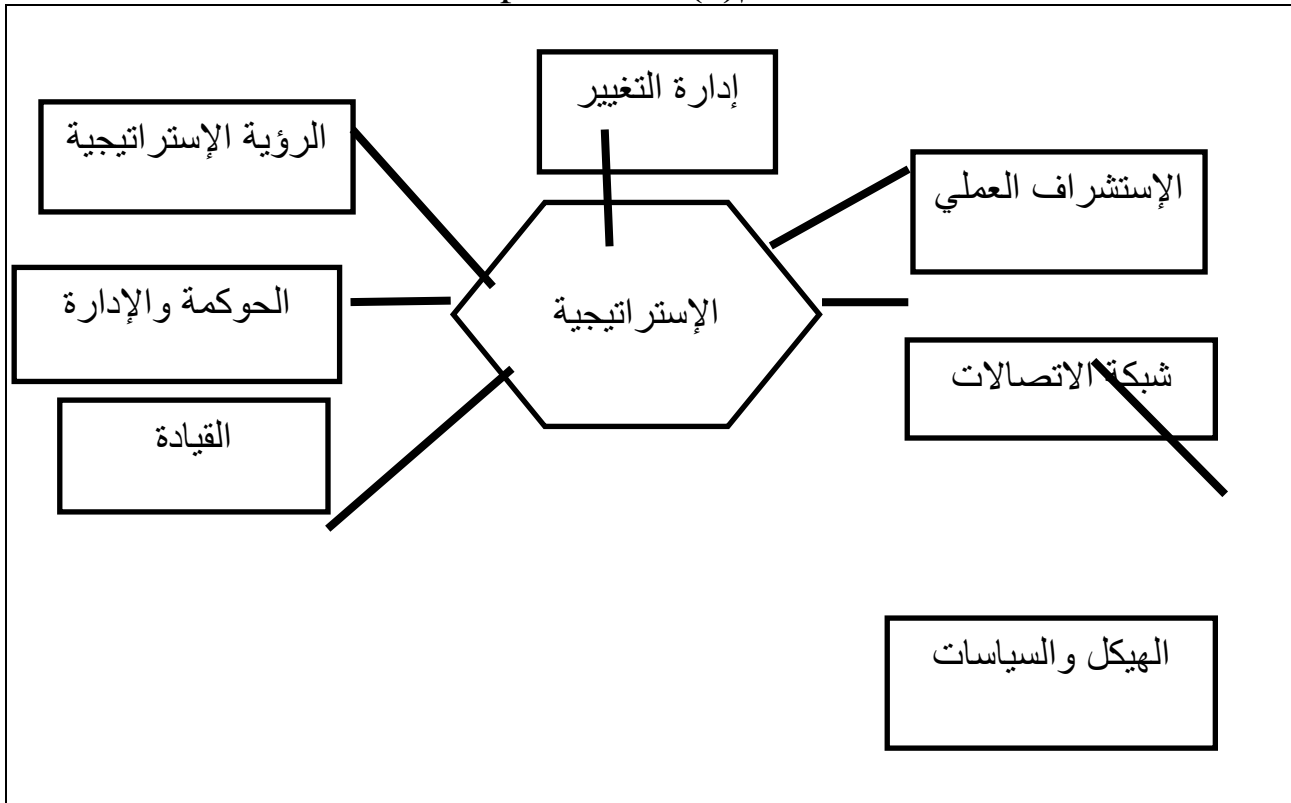 إدارة التغيير
الرؤية الإستراتيجية
الإستشراف العملي
الحوكمة والإدارة
الإستراتيجية
شبكة الاتصالات
القيادة
الهيكل والسياسات